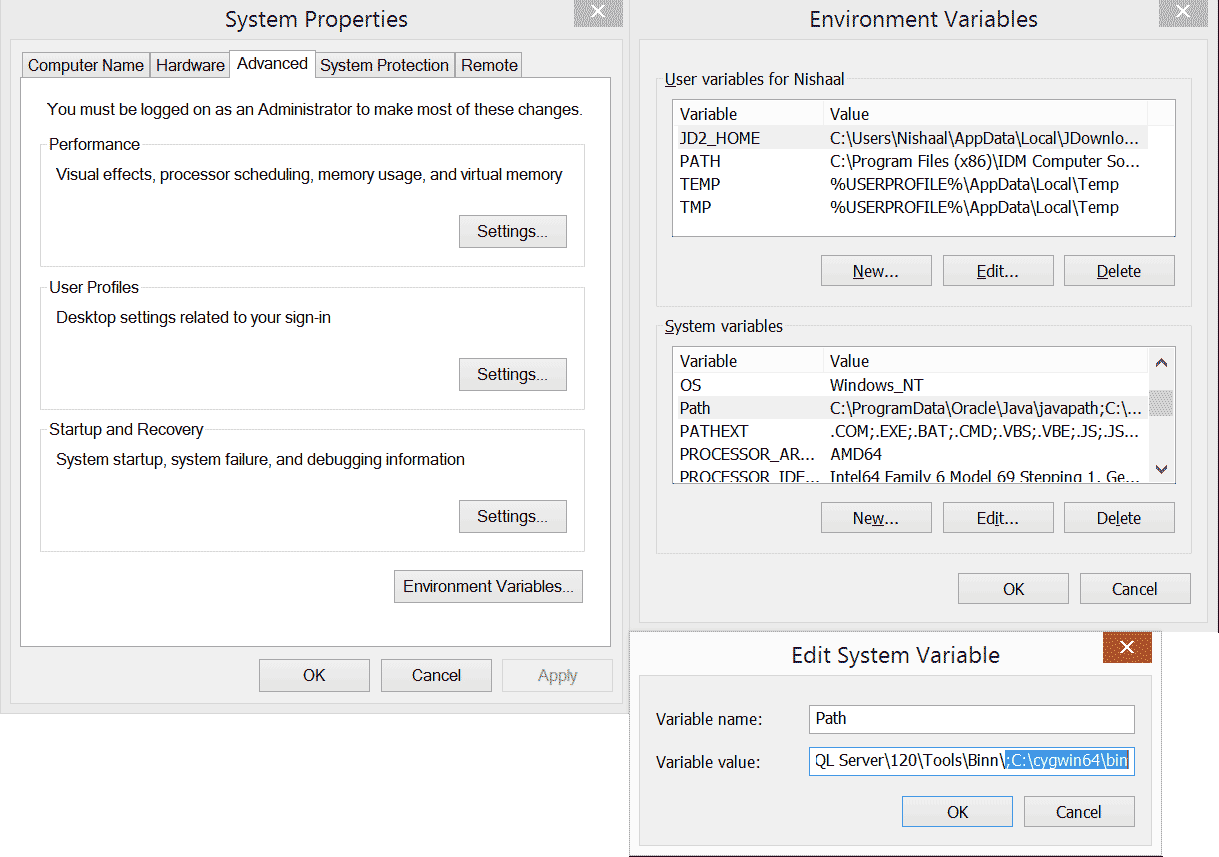 System Properties
Computer Name Hardware Advanced System Protection Remote
You must be logged on as an Administrator to make most of these changes.
Performance
Visual effects, processor scheduling, memory usage, and virtual memory
Settings...
User Profiles
Desktop settings related to your sign-in
Settings...
Startup and Recovery
System startup, system failure, and debugging information
Settings...
Environment Variables...
OK Cancel Apply
Environment Variables
User variables for Nishaal
Variable Value
JD2_HOME C:\Users\Nishaal\AppData\Local\JDownlo...
PATH C:\Program Files (x86)\IDM Computer So...
TEMP %USERPROFILE%\AppData\Local\Temp
TMP %USERPROFILE%\AppData\Local\Temp
New... Edit... Delete
System variables
Variable Value
OS Windows_NT
Path C:\ProgramData\Oracle\Java\javapath;C:\...
PATHEXT .COM;.EXE;.BAT;.CMD;.VBS;.VBE;.JS;.JS...
PROCESSOR_AR... AMD64
PROCESSOR_IDE... Intel64 Family 6 Model 69 Stepping 1, Ge...
New... Edit... Delete
OK Cancel
Edit System Variable
Variable name: Path
Variable value: QL Server\120\Tools\Binn\;C:\cygwin64\bin
OK Cancel